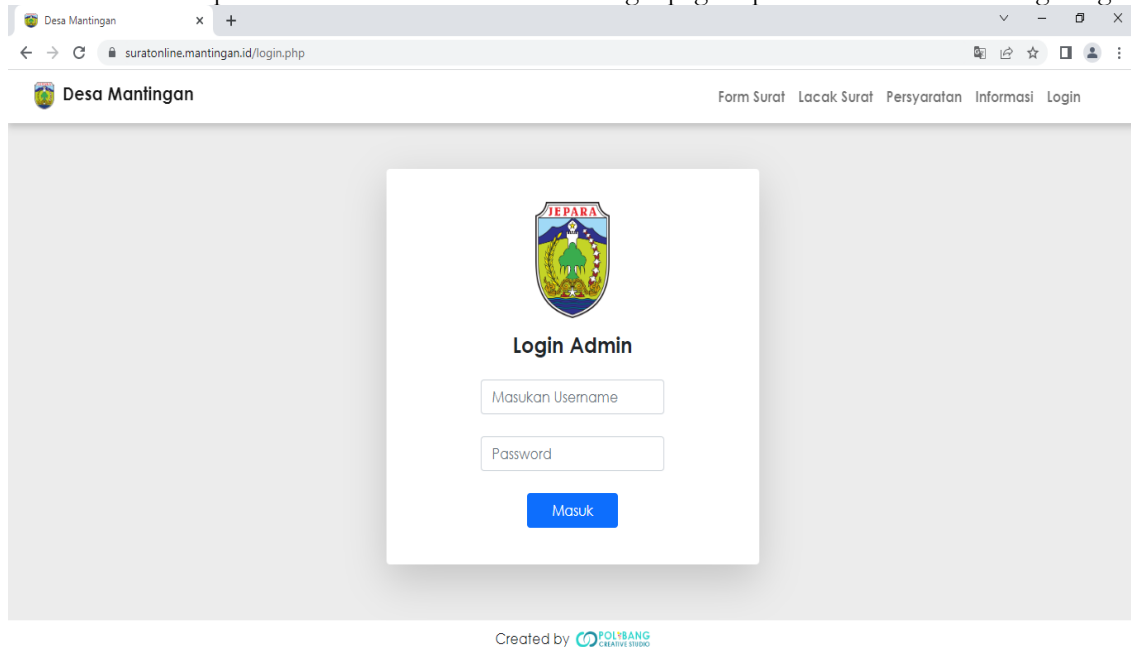 Desa Mantingan
suratonline.mantingan.id/login.php
Desa Mantingan
Form Surat Lacak Surat Persyaratan Informasi Login
JEPARA
Login Admin
Masukan Username
Password
Masuk
Created by POLYBANG
CREATIVE STUDIO